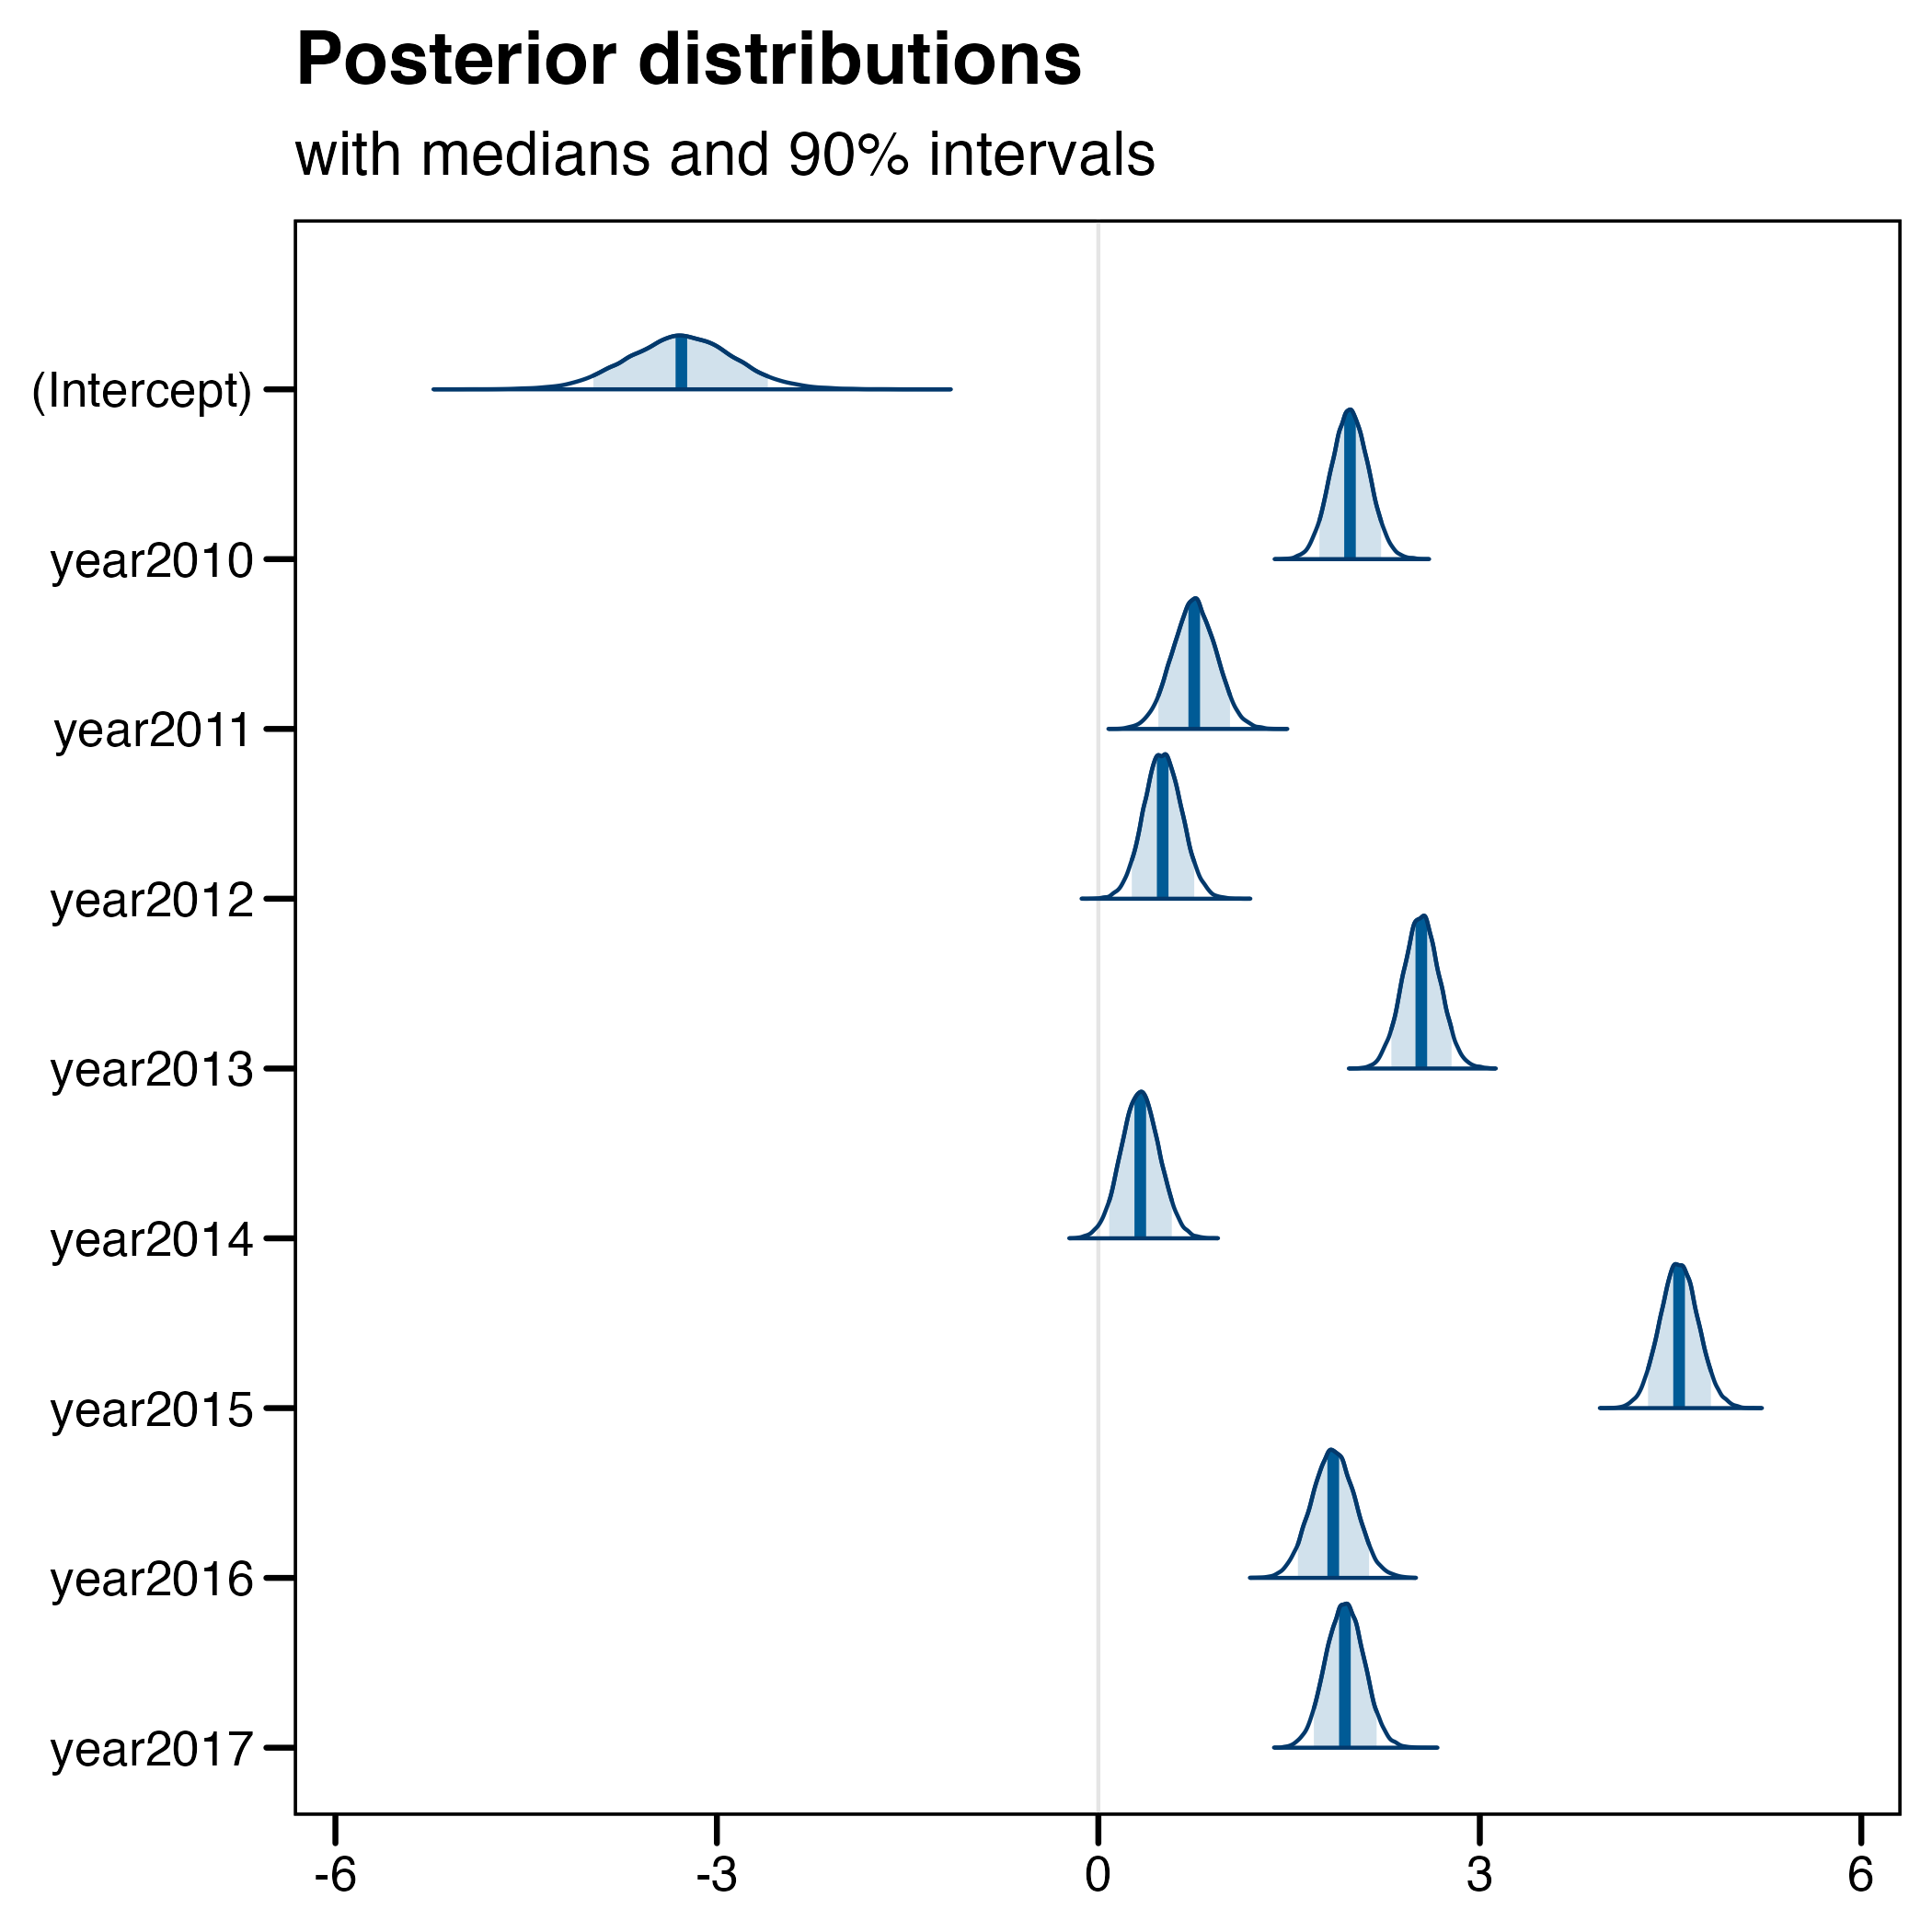 Posterior distributions
with medians and 90% intervals
(Intercept)
year2010
year2011
year2012
year2013
year2014
year2015
year2016
year2017
-6 -3 0 3 6